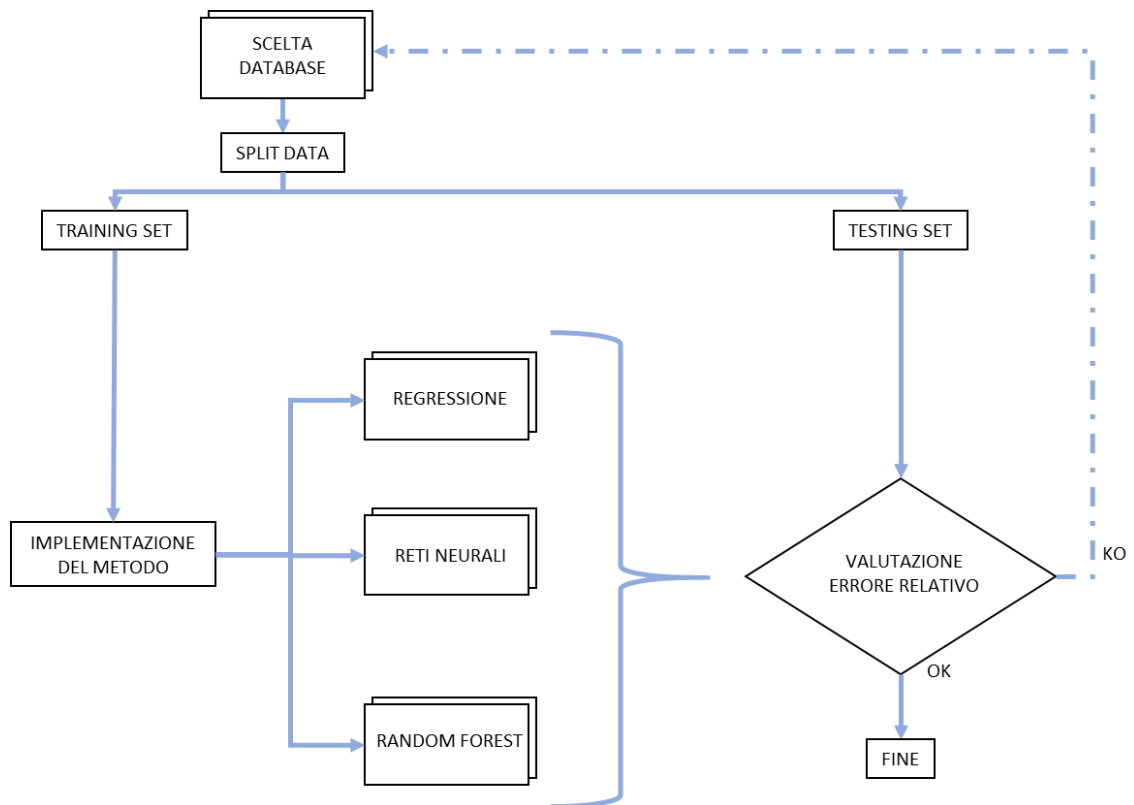 SCELTA
DATABASE
SPLIT DATA
TRAINING SET
TESTING SET
REGRESSIONE
IMPLEMENTAZIONE
DEL METODO
RETI NEURALI
VALUTAZIONE
ERRORE RELATIVO
KO
OK
RANDOM FOREST
FINE